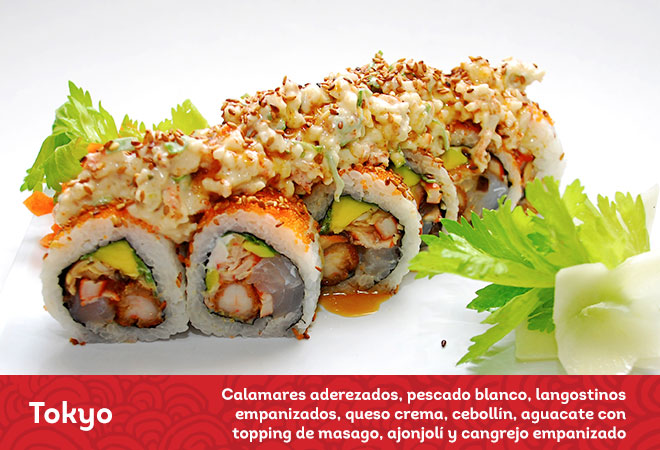 Tokyo
Calamares aderezados, pescado blanco, langostinos
empanizados, queso crema, cebollín, aguacate con
topping de masago, ajonjolí y cangrejo empanizado